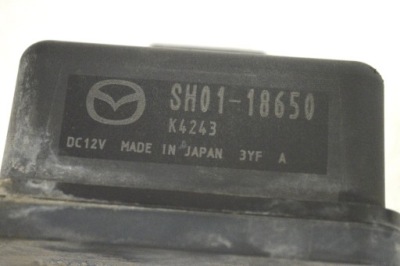 SH01-18650
K4243
DC12V MADE IN JAPAN 3YF A